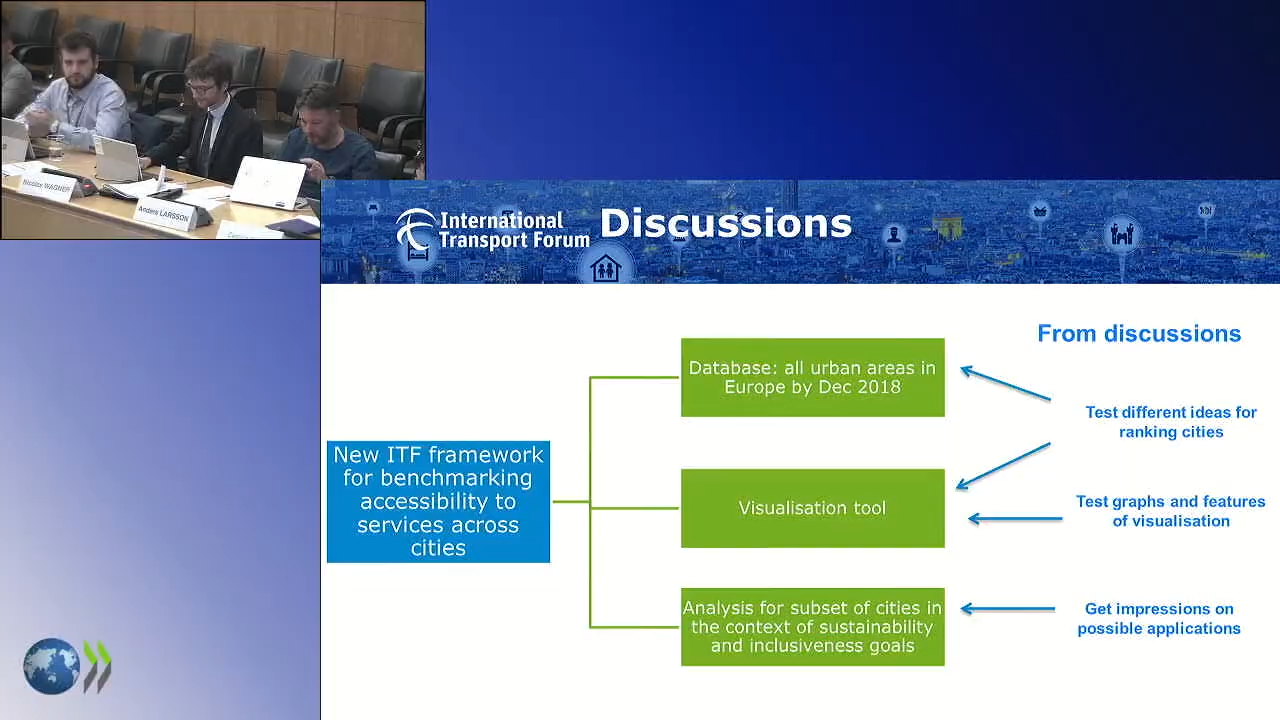 Nicolas WAGNER
Anders LARSSON
International
Transport Forum
Discussions
From discussions
Database: all urban areas in
Europe by Dec 2018
Test different ideas for
ranking cities
New ITF framework
for benchmarking
accessibility to
services across
cities
Visualisation tool
Test graphs and features
of visualisation
Analysis for subset of cities in
the context of sustainability
and inclusiveness goals
Get impressions on
possible applications